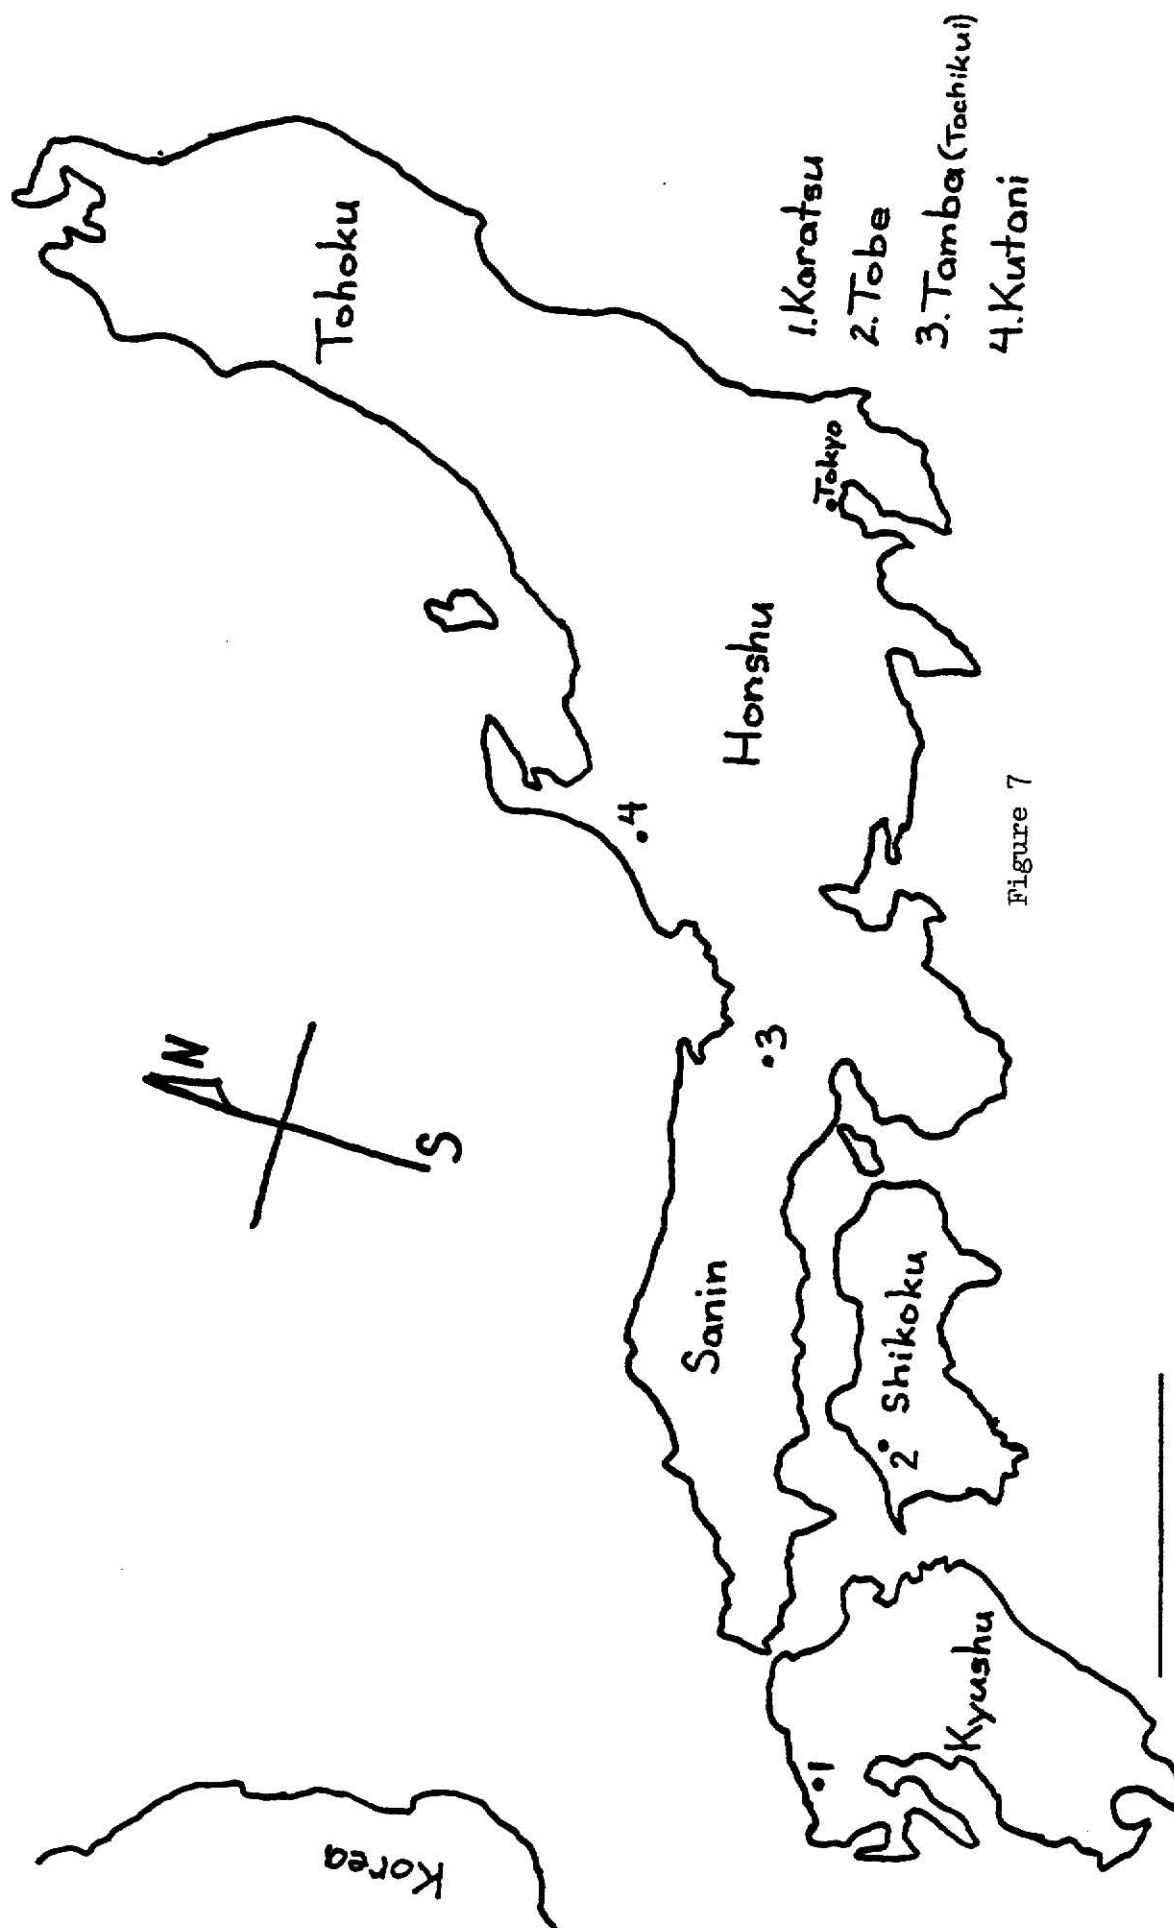 Korea
N
S
Tohoku
Tokyo
Honshu
Sanin
Shikoku
Kyushu
1
2
3
4
1.Karatsu
2.Tobe
3.Tamba(Tachikui)
4.Kutani
Figure 7